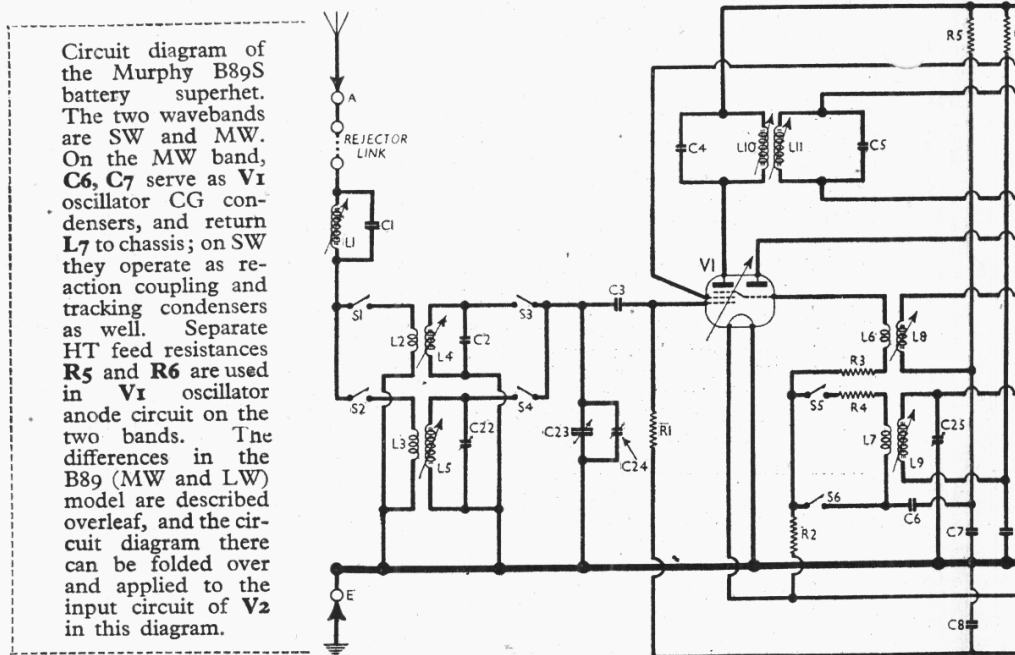 Circuit diagram of
the Murphy B89S
battery superhet.
The two wavebands
are SW and MW.
On the MW band,
C6, C7 serve as V1
oscillator CG con-
densers, and return
L7 to chassis; on SW
they operate as re-
action coupling and
tracking condensers
as well. Separate
HT feed resistances
R5 and R6 are used
in V1 oscillator
anode circuit on the
two bands. The
differences in the
B89 (MW and LW)
model are described
overleaf, and the cir-
cuit diagram there
can be folded over
and applied to the
input circuit of V2
in this diagram.
A
REJECTOR
LINK
L1
C1
S1
S2
L2
L4
C2
S3
L3
L5
C22
S4
C3
C23
C24
R1
C4
L10
L11
C5
V1
R5
L6
L8
R3
S5
R4
L7
L9
C25
S6
C6
R2
C7
C8
E